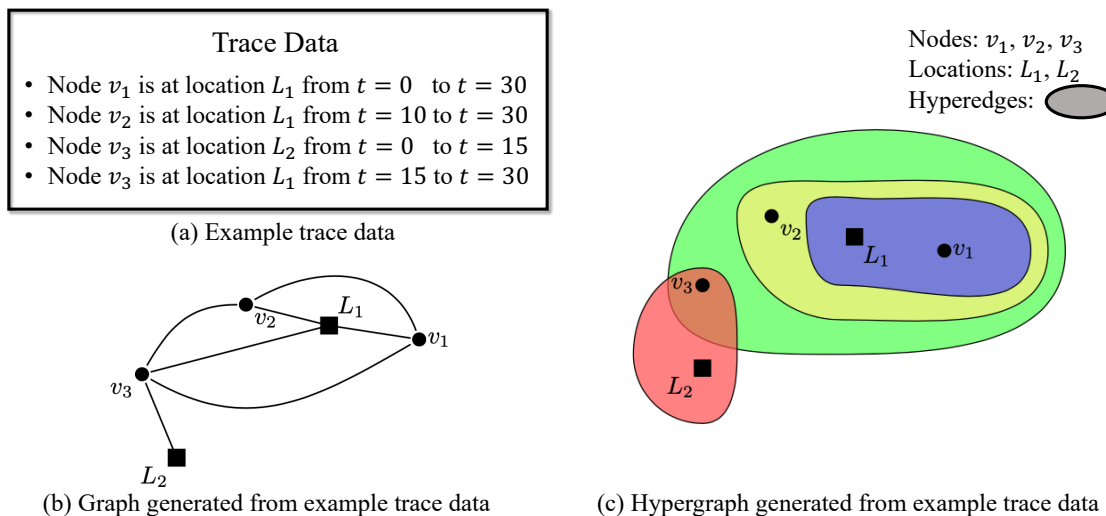 Trace Data
• Node v₁ is at location L₁ from t = 0 to t = 30
• Node v₂ is at location L₁ from t = 10 to t = 30
• Node v₃ is at location L₂ from t = 0 to t = 15
• Node v₃ is at location L₁ from t = 15 to t = 30
(a) Example trace data
v₂
L₁
v₁
v₃
L₂
(b) Graph generated from example trace data
Nodes: v₁, v₂, v₃
Locations: L₁, L₂
Hyperedges:
v₂
L₁
v₁
v₃
L₂
(c) Hypergraph generated from example trace data